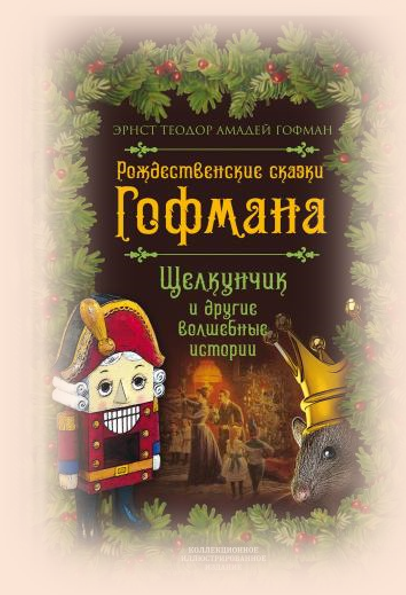 ЭРНСТ ТЕОДОР АМАДЕЙ ГОФМАН
Рождественские сказки
Гофмана
Щелкунчик
и другие
волшебные
истории
КОЛЛЕКЦИОННОЕ
ИЛЛЮСТРИРОВАННОЕ